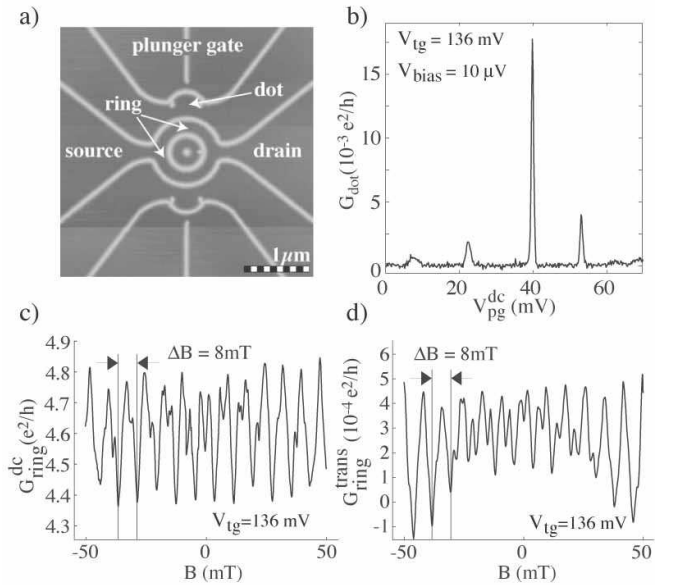 a)
plunger gate
dot
ring
source
drain
1μm
b)
V_tg = 136 mV
V_bias = 10 μV
G_dot (10^-3 e^2/h)
15
10
5
0
0 20 40 60
V_pg^dc (mV)
c)
ΔB = 8mT
G_ring^dc (e^2/h)
4.9
4.8
4.7
4.6
4.5
4.4
4.3
V_tg=136 mV
-50 0 50
B (mT)
d)
ΔB = 8mT
G_ring^trans (10^-4 e^2/h)
5
4
3
2
1
0
-1
V_tg=136 mV
-50 0 50
B (mT)